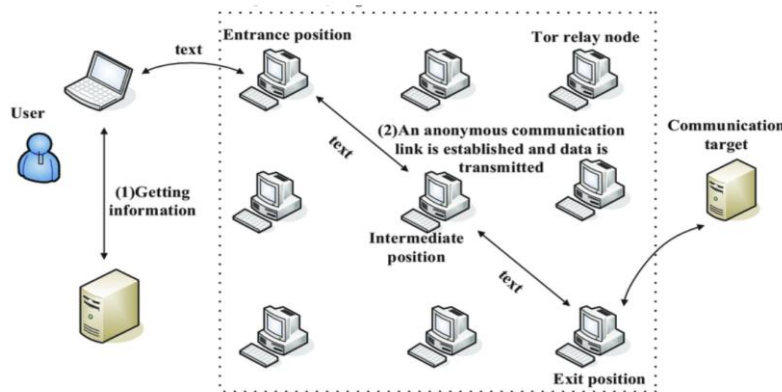 text
Entrance position
Tor relay node
User
(1)Getting
information
text
(2)An anonymous communication
link is established and data is
transmitted
Communication
target
Intermediate
position
text
Exit position